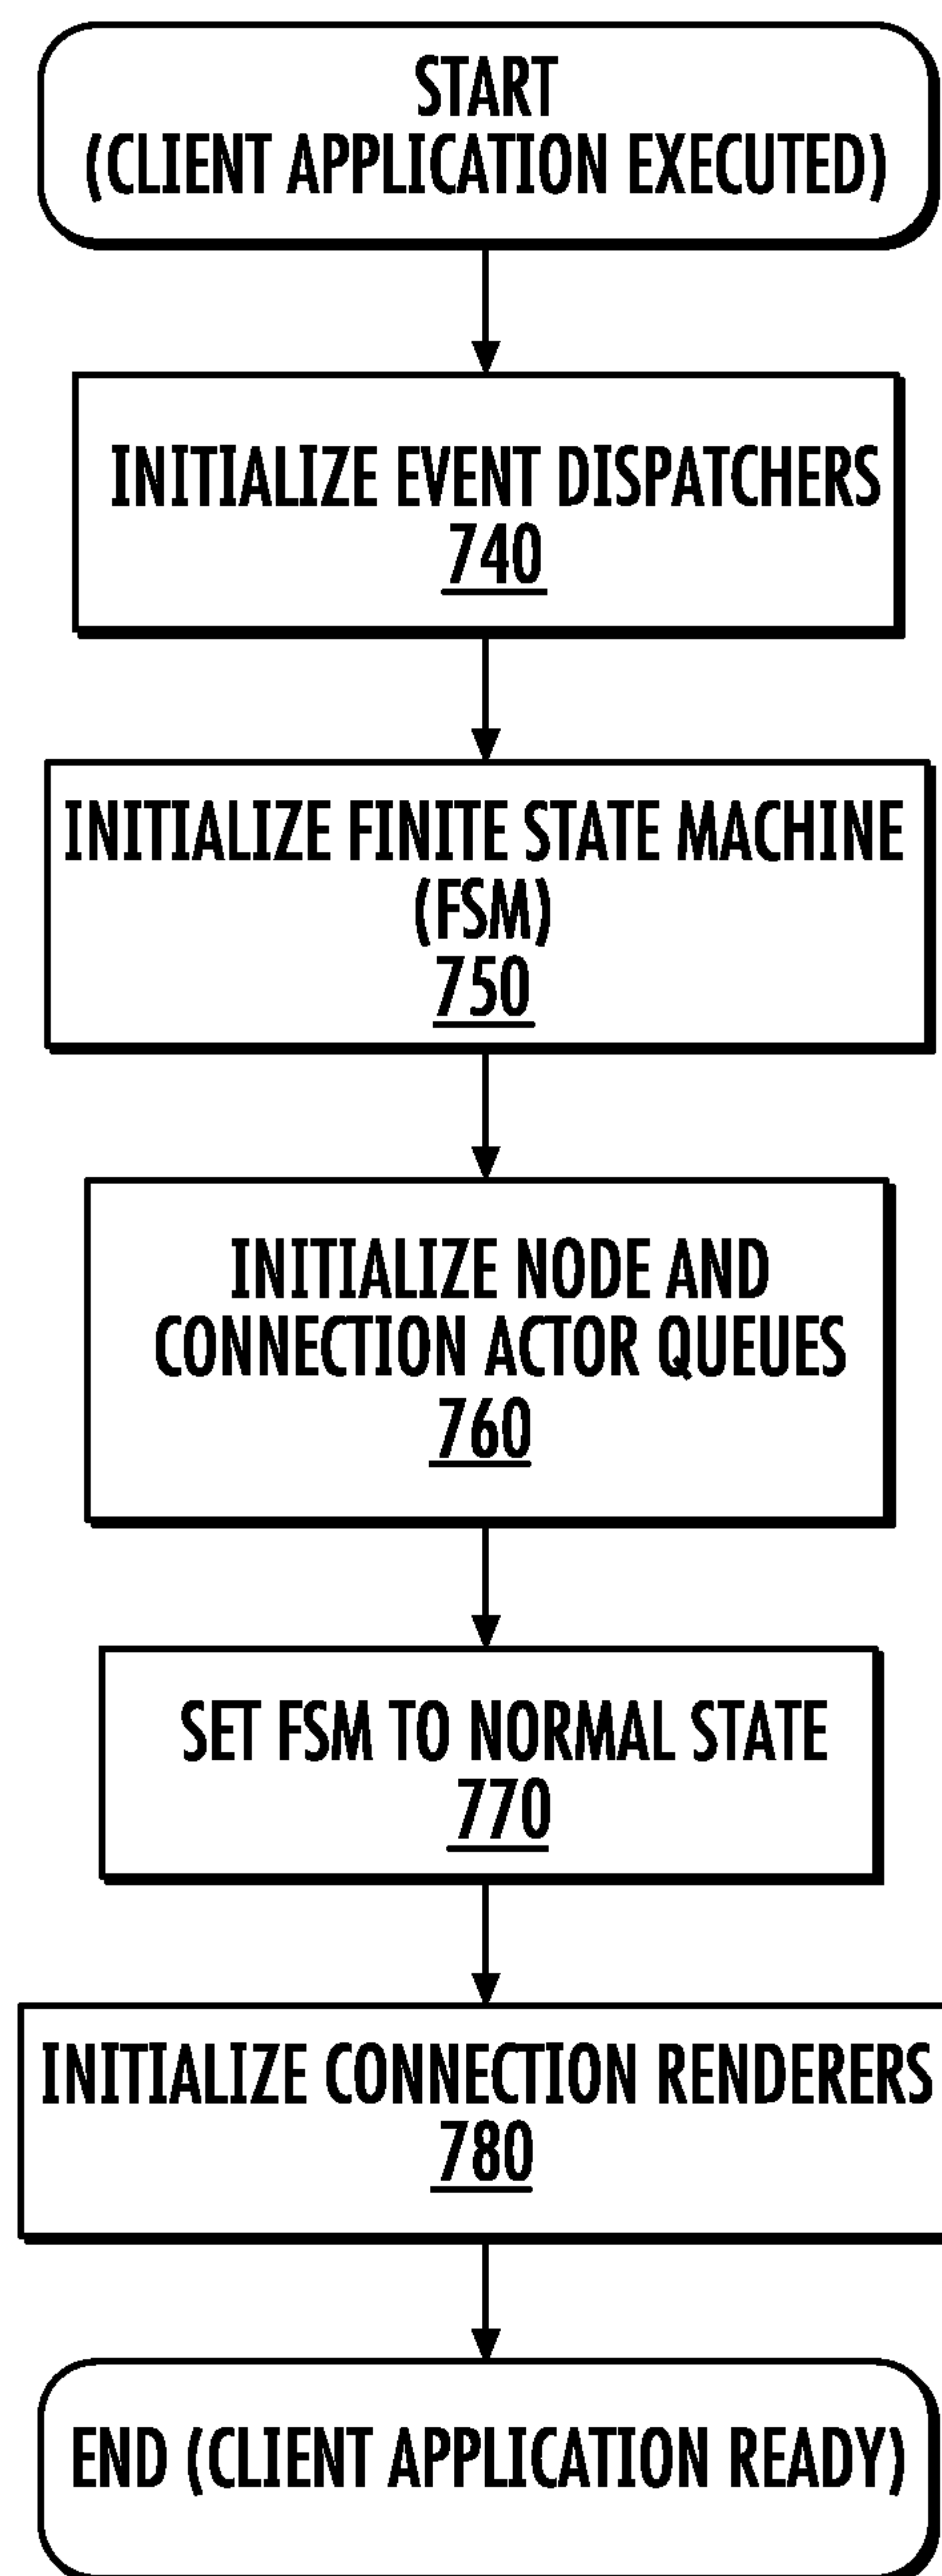 START
(CLIENT APPLICATION EXECUTED)
INITIALIZE EVENT DISPATCHERS
740
INITIALIZE FINITE STATE MACHINE
(FSM)
750
INITIALIZE NODE AND
CONNECTION ACTOR QUEUES
760
SET FSM TO NORMAL STATE
770
INITIALIZE CONNECTION RENDERERS
780
END (CLIENT APPLICATION READY)